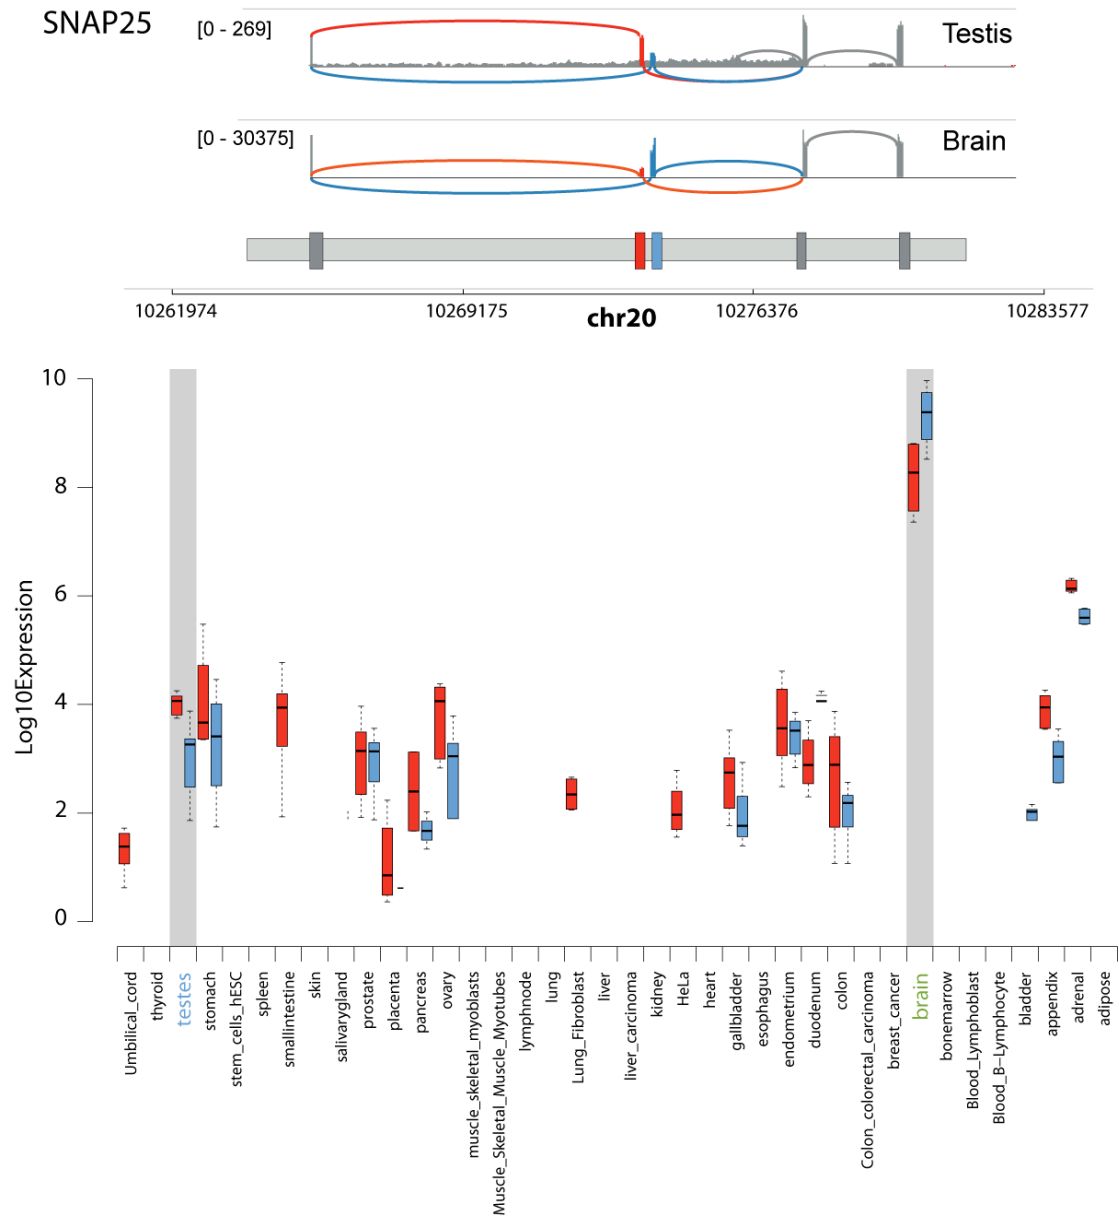 SNAP25
[0 - 269]
Testis
[0 - 30375]
Brain
10261974
10269175
10276376
10283577
chr20
10
8
6
4
2
0
Log10Expression
Umbilical_cord
thyroid
testes
stomach
stem_cells_hESC
spleen
smallintestine
skin
salivarygland
prostate
placenta
pancreas
ovary
muscle_skeletal_myoblasts
Muscle_Skeletal_Muscle_Myotubes
lymphnode
lung
Lung_Fibroblast
liver
liver_carcinoma
kidney
HeLa
heart
gallbladder
esophagus
endometrium
duodenum
colon
Colon_colorectal_carcinoma
breast_cancer
brain
bonemarrow
Blood_Lymphoblast
Blood_B-Lymphocyte
bladder
appendix
adrenal
adipose